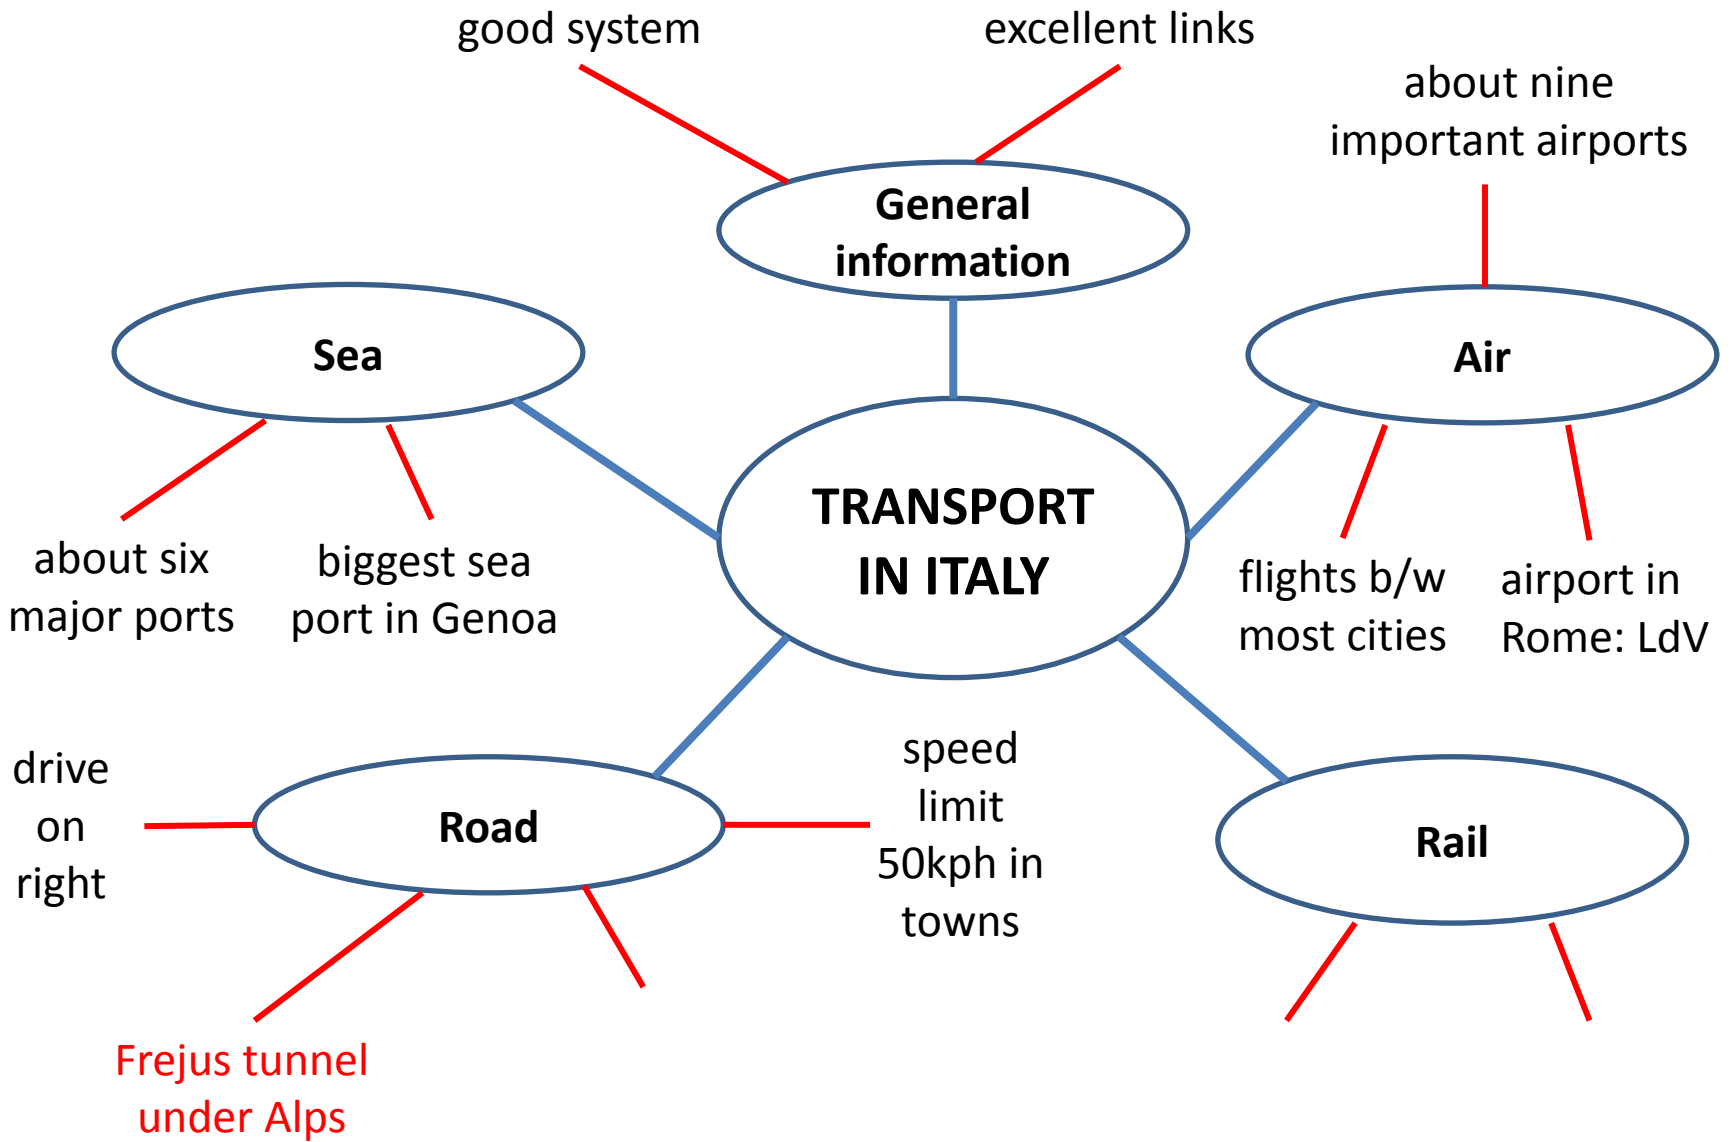 good system
excellent links
about nine
important airports
General
information
Sea
Air
TRANSPORT
IN ITALY
about six
major ports
biggest sea
port in Genoa
flights b/w
most cities
airport in
Rome: LdV
drive
on
right
Road
speed
limit
50kph in
towns
Rail
Frejus tunnel
under Alps